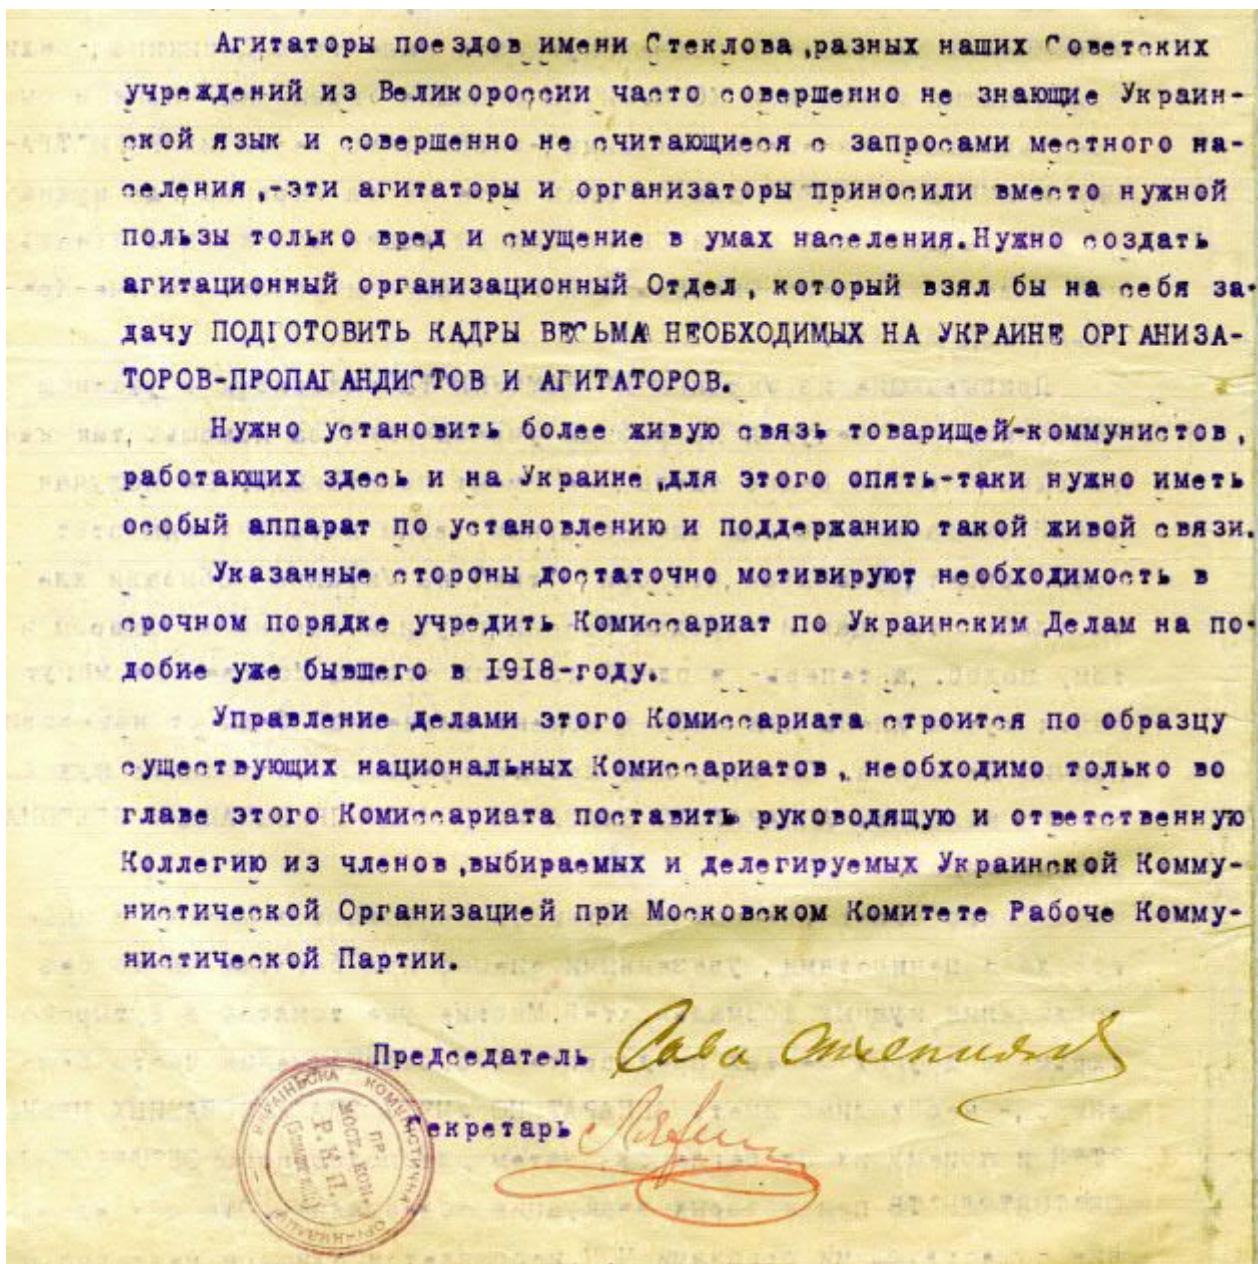 Агитаторы поездов имени Стеклова,разных наших Советских
учреждений из Великороссии часто совершенно не знающие Украин-
ской язык и совершенно не считающиеся с запросами местного на-
селения,-эти агитаторы и организаторы приносили вместо нужной
пользы только вред и смущение в умах населения.Нужно создать
агитационный организационный Отдел, который взял бы на себя за-
дачу ПОДГОТОВИТЬ КАДРЫ ВЕСЬМА НЕОБХОДИМЫХ НА УКРАИНЕ ОРГАНИЗА-
ТОРОВ-ПРОПАГАНДИСТОВ И АГИТАТОРОВ.
Нужно установить более живую связь товарищей-коммунистов,
работающих здесь и на Украине,для этого опять-таки нужно иметь
особый аппарат по установлению и поддержанию такой живой связи.
Указанные стороны достаточно мотивируют необходимость в
срочном порядке учредить Комиссариат по Украинским Делам на по-
добие уже бывшего в 1918-году.
Управление делами этого Комиссариата строится по образцу
существующих национальных Комиссариатов, необходимо только во
главе этого Комиссариата поставить руководящую и ответственную
Коллегию из членов,выбираемых и делегируемых Украинской Комму-
нистической Организацией при Московском Комитете Рабоче Комму-
нистической Партии.
Председатель Сава
Секретарь
УКРАІНЬСКА КОМУНІСТИЧНА
ПР.
МОСК. КОМ.
Р. К. П.